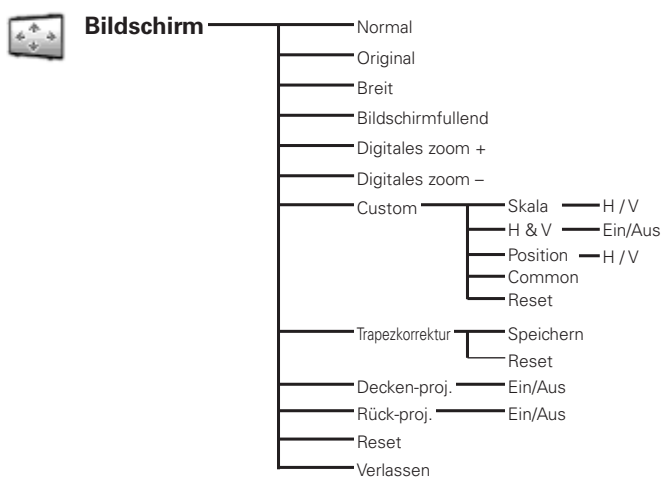 Bildschirm Normal
Original
Breit
Bildschirmfullend
Digitales zoom +
Digitales zoom –
Custom Skala H / V
H & V Ein/Aus
Position H / V
Common
Reset
Trapezkorrektur Speichern
Reset
Decken-proj. Ein/Aus
Rück-proj. Ein/Aus
Reset
Verlassen